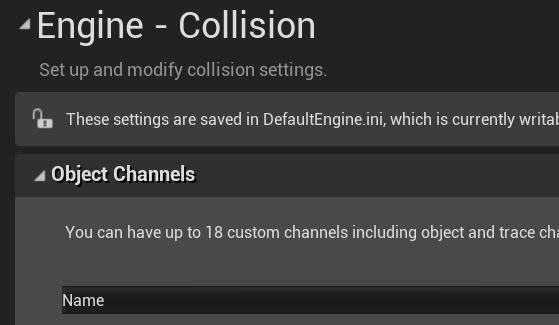 Engine - Collision
Set up and modify collision settings.
These settings are saved in DefaultEngine.ini, which is currently
Object Channels
You can have up to 18 custom channels including object and trace
Name